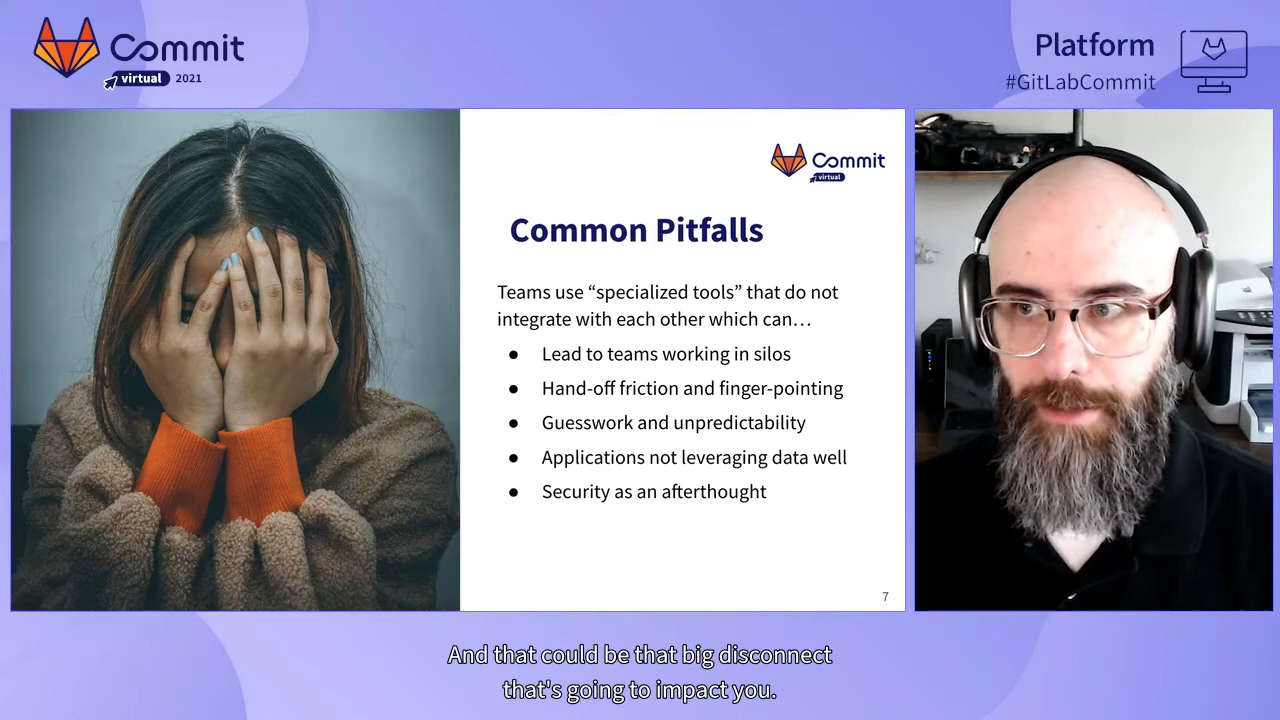 Commit
virtual 2021
Platform
#GitLabCommit
Commit
virtual
Common Pitfalls
Teams use “specialized tools” that do not
integrate with each other which can…
● Lead to teams working in silos
● Hand-off friction and finger-pointing
● Guesswork and unpredictability
● Applications not leveraging data well
● Security as an afterthought
7
And that could be that big disconnect
that's going to impact you.